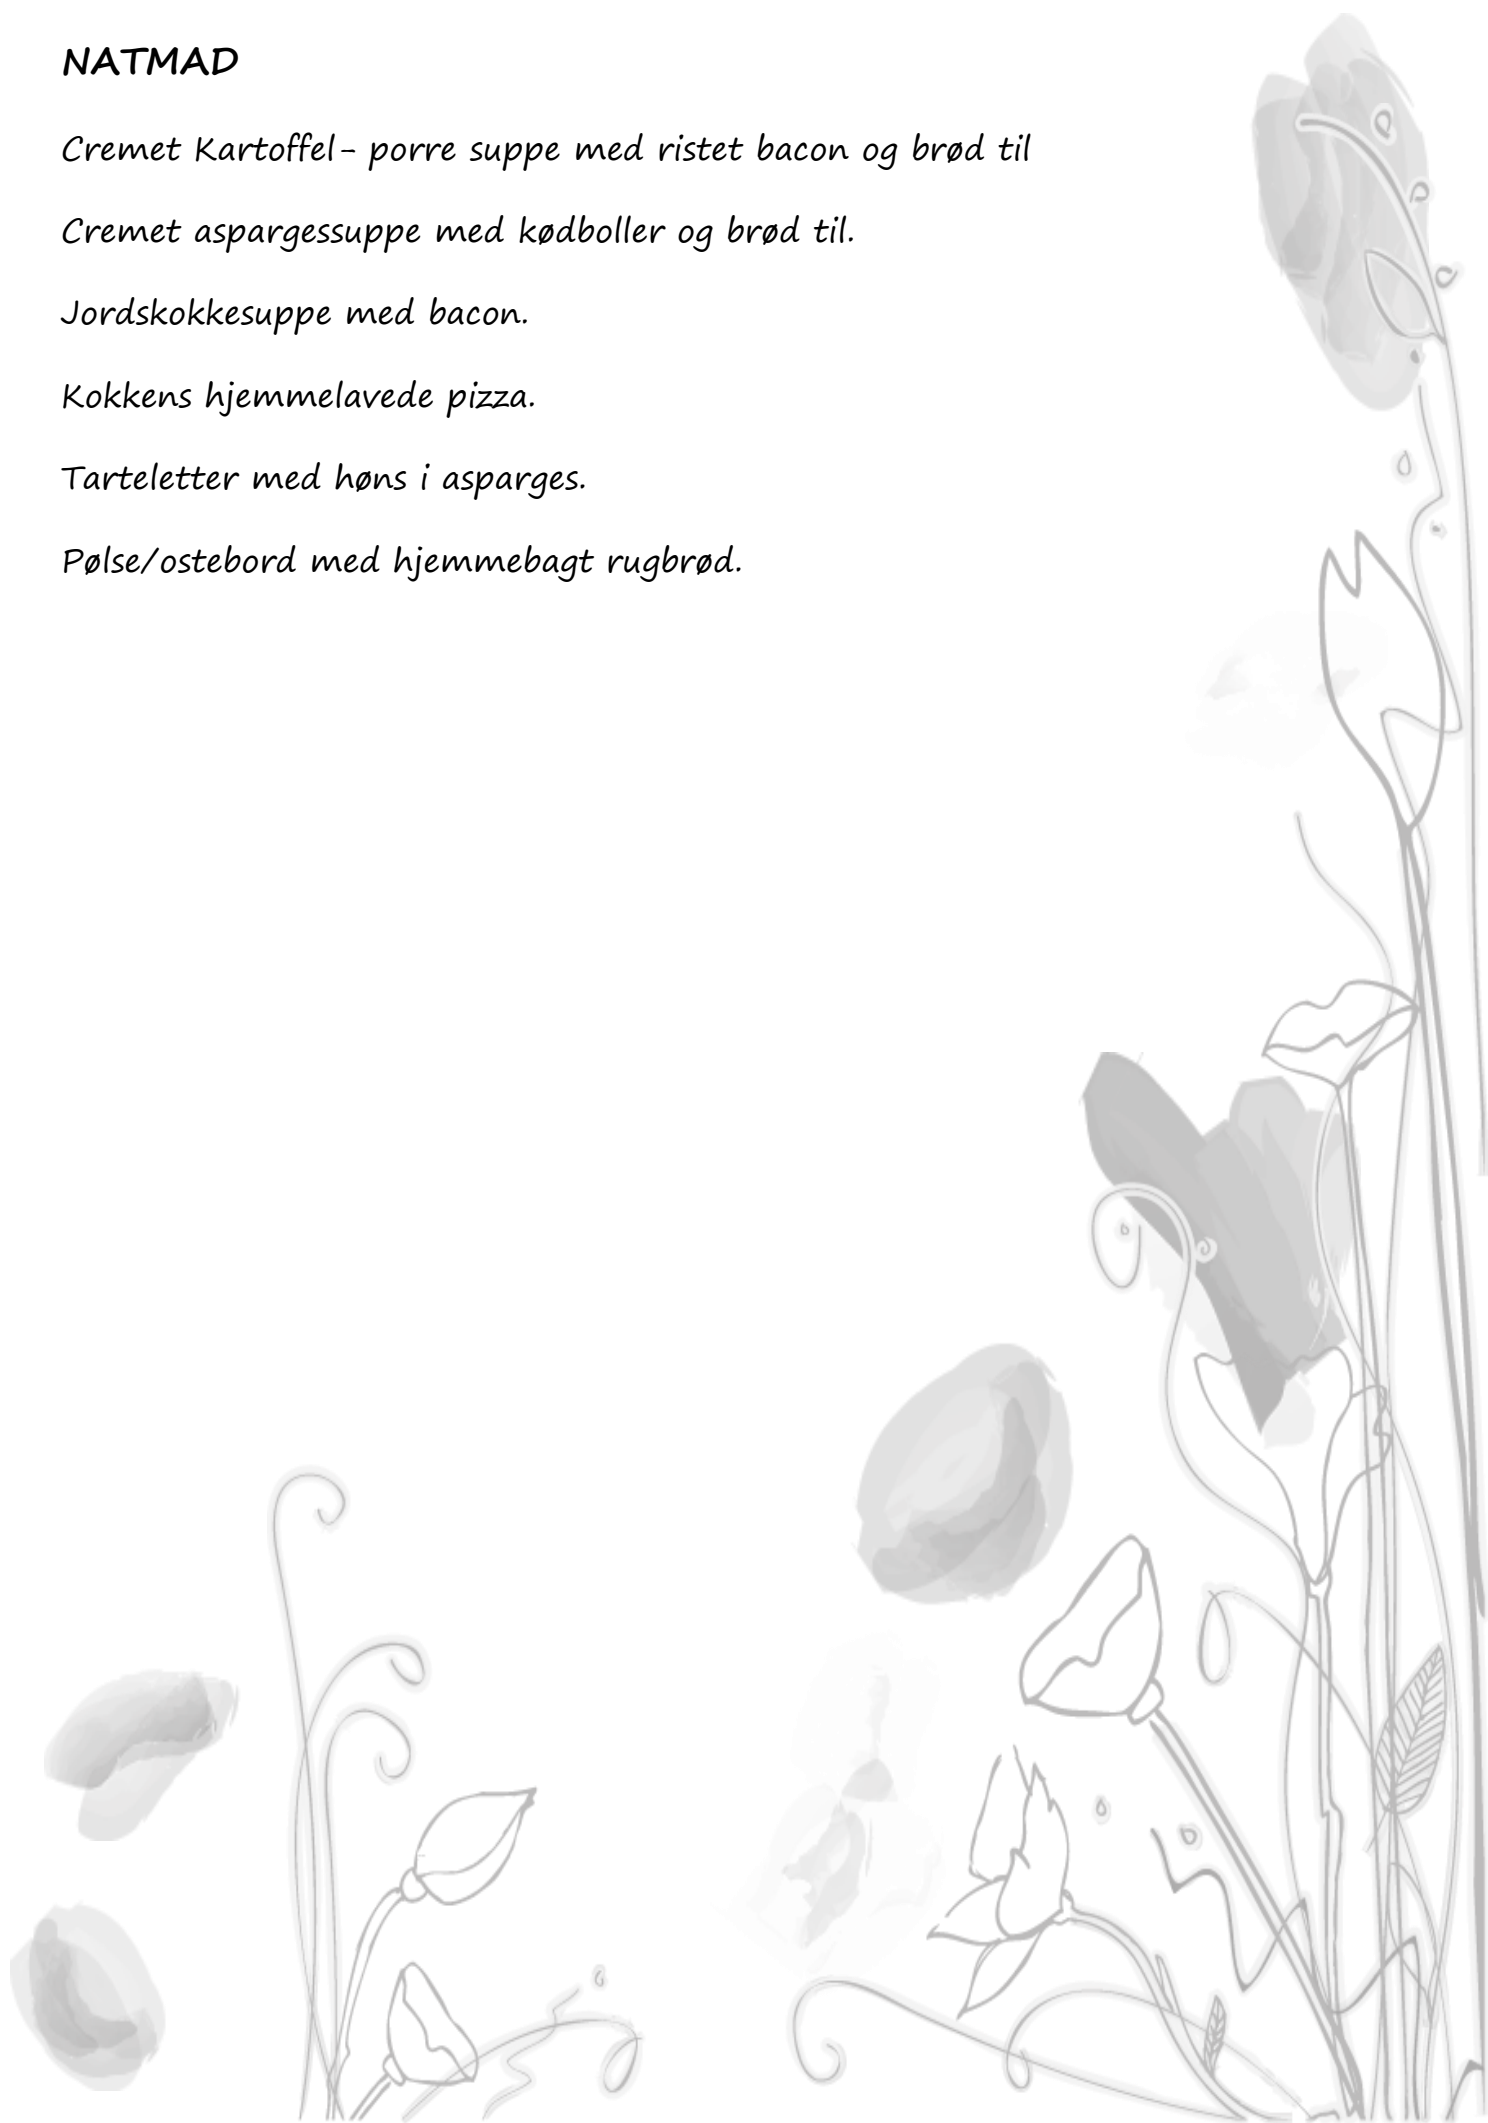 NATMAD
Cremet Kartoffel- porre suppe med ristet bacon og brød til
Cremet aspargessuppe med kødboller og brød til.
Jordskokkesuppe med bacon.
Kokkens hjemmelavede pizza.
Tarteletter med høns i asparges.
Pølse/ostebord med hjemmebagt rugbrød.